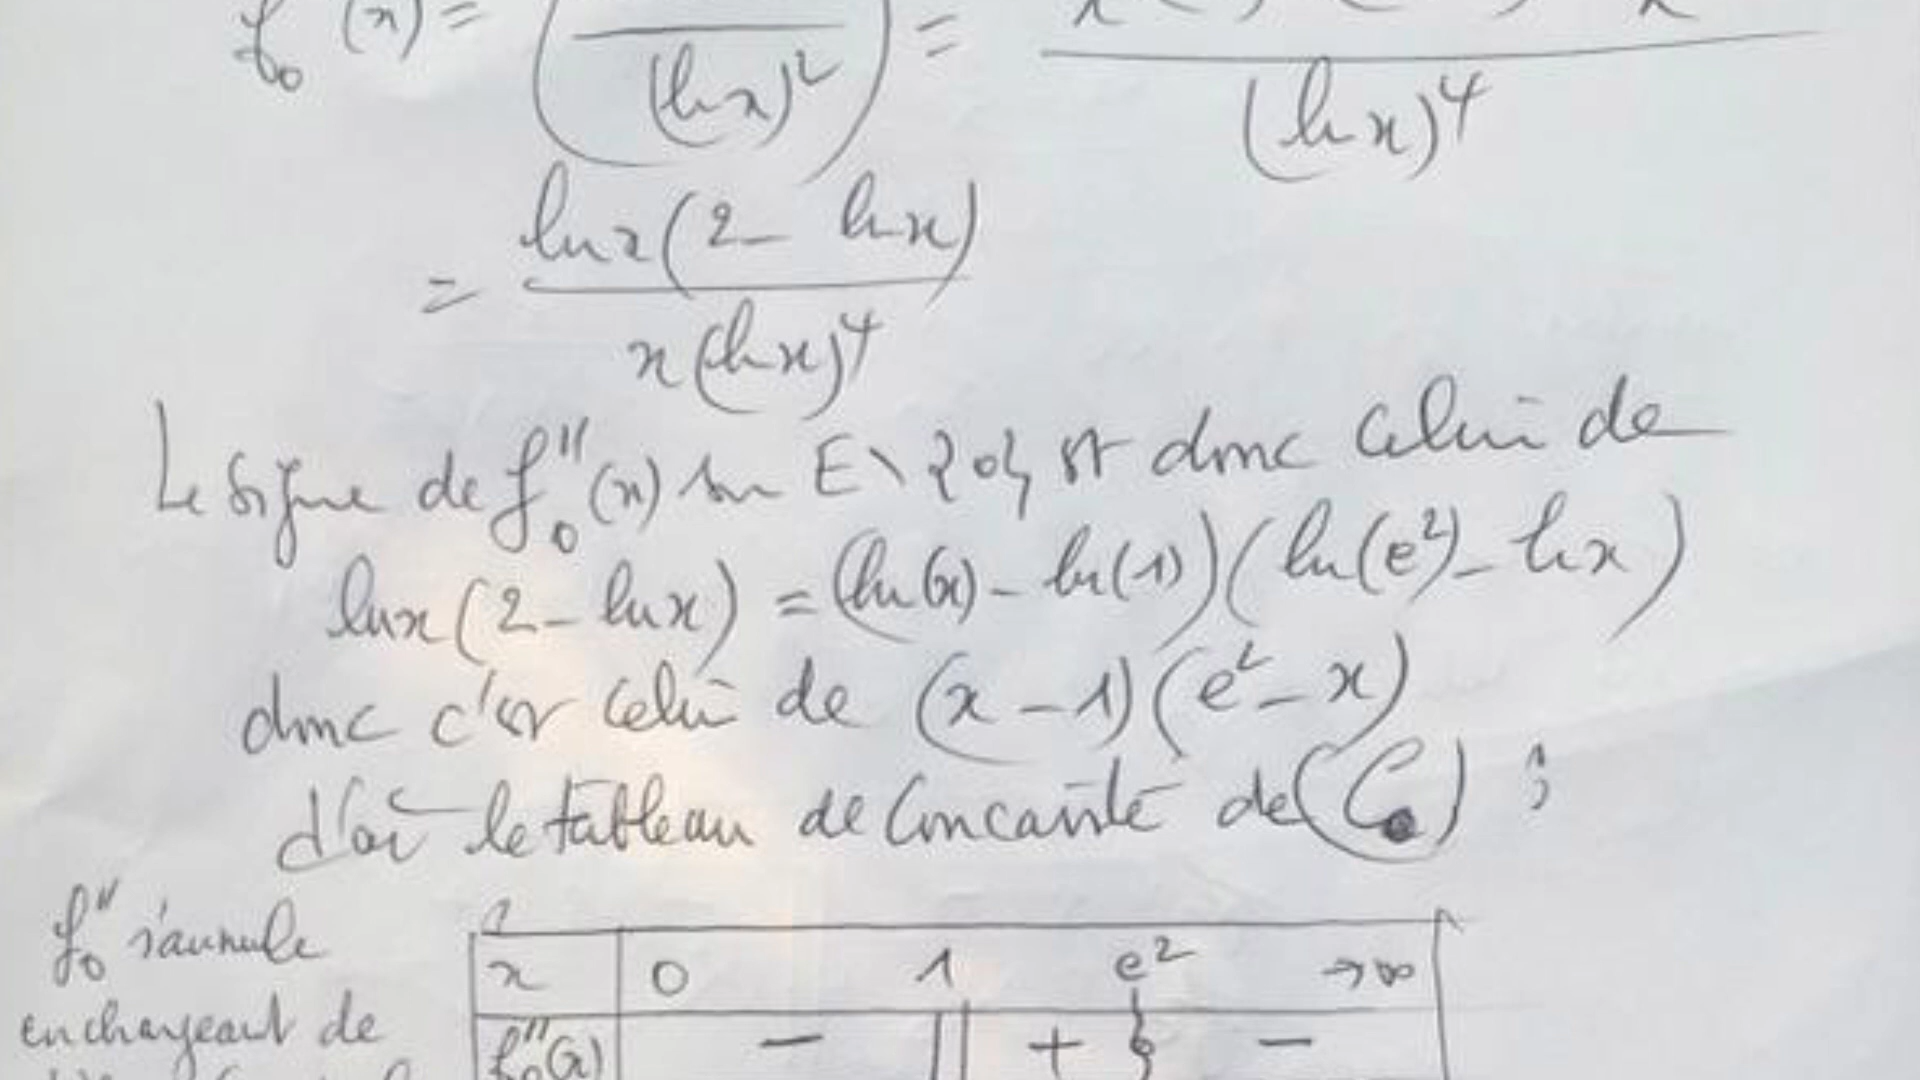 f₀ (x) = ( / (ln x)² ) = / (ln x)⁴
= ln x (2 - ln x) / x (ln x)⁴
Le signe de f₀''(x) sur E \ {0} est donc celui de
ln x (2 - ln x) = (ln(x) - ln(1)) (ln(e²) - ln x)
donc c'est celui de (x - 1) (e² - x)
d'où le tableau de concavité de (C₀) :
f₀'' s'annule
x 0 1 e² +∞
en changeant de
f₀''(x) - || + 0 -